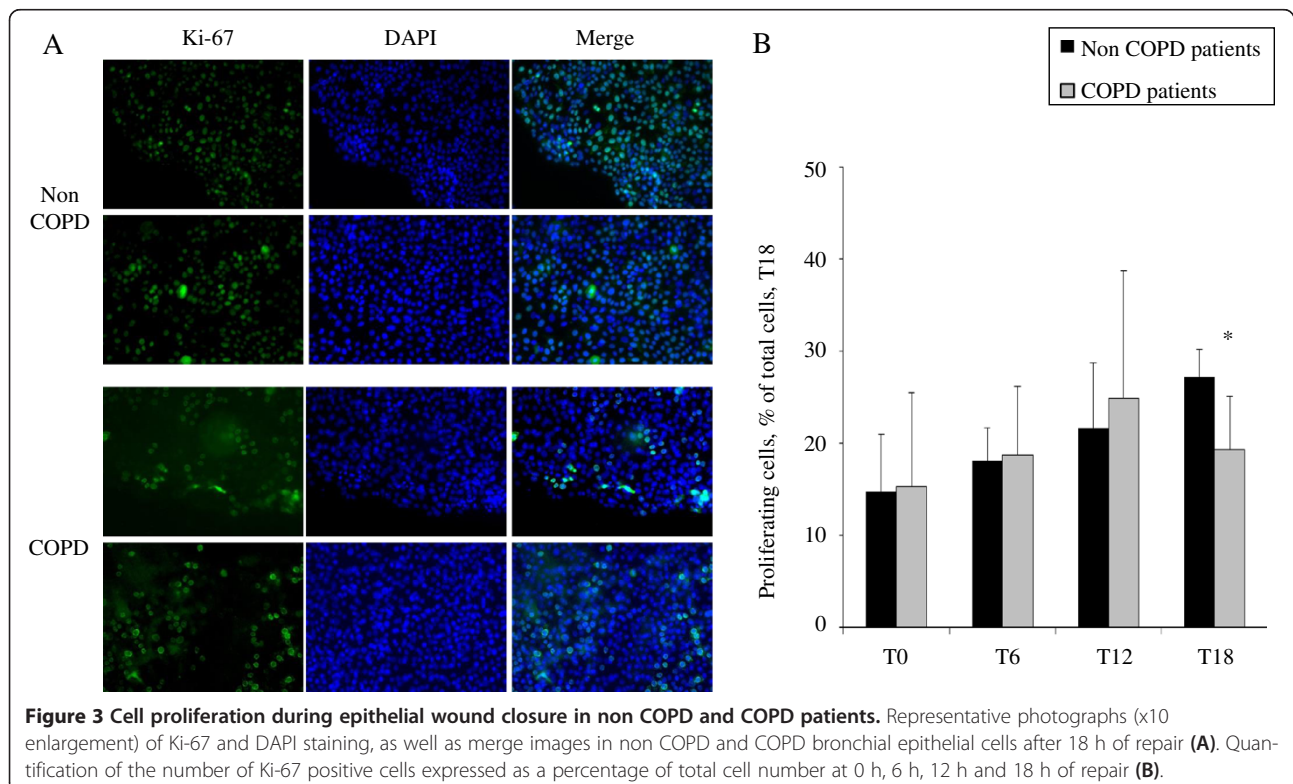 A
Ki-67
DAPI
Merge
Non
COPD
COPD
B
Non COPD patients
COPD patients
Proliferating cells, % of total cells, T18
50
40
30
20
10
0
*
T0
T6
T12
T18
Figure 3 Cell proliferation during epithelial wound closure in non COPD and COPD patients. Representative photographs (x10
enlargement) of Ki-67 and DAPI staining, as well as merge images in non COPD and COPD bronchial epithelial cells after 18 h of repair (A). Quan-
tification of the number of Ki-67 positive cells expressed as a percentage of total cell number at 0 h, 6 h, 12 h and 18 h of repair (B).